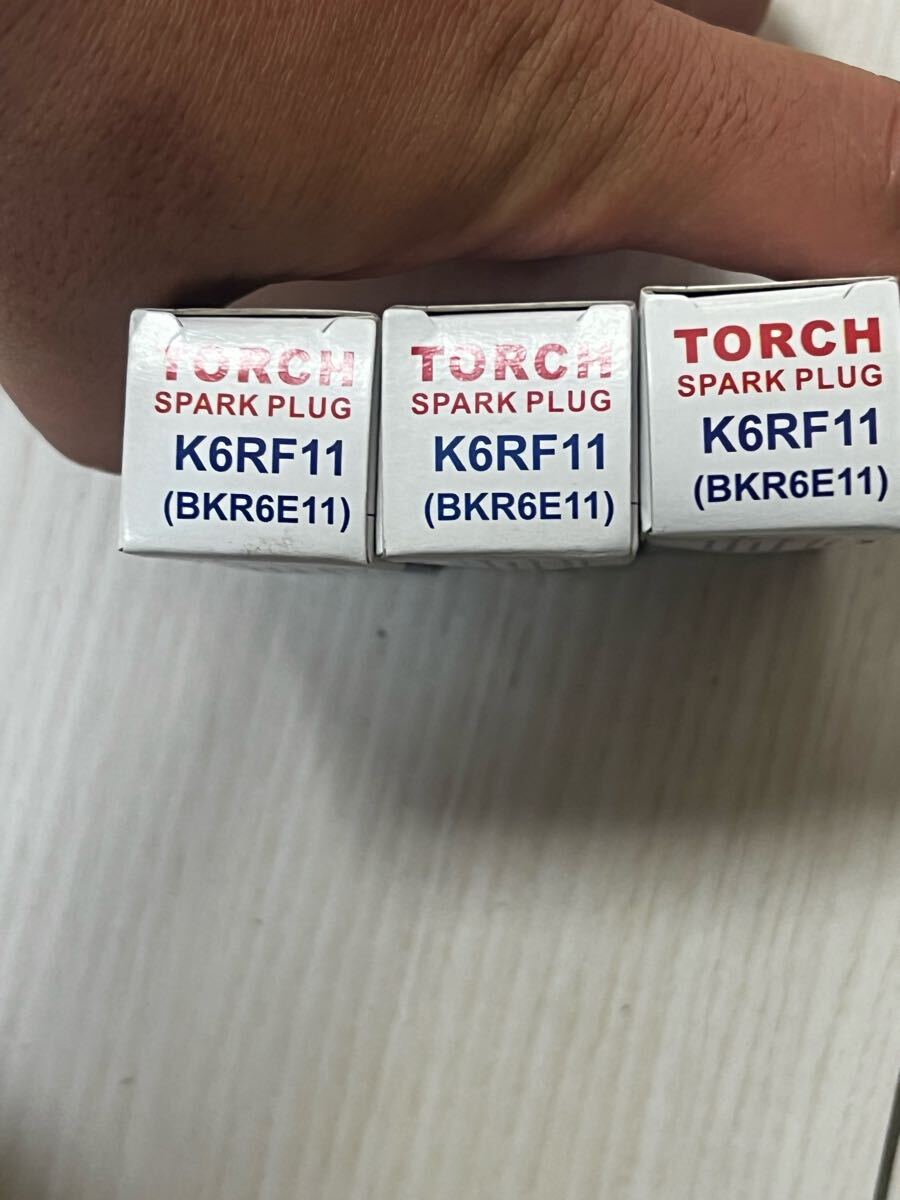 TORCH
SPARK PLUG
K6RF11
(BKR6E11)
TORCH
SPARK PLUG
K6RF11
(BKR6E11)
TORCH
SPARK PLUG
K6RF11
(BKR6E11)